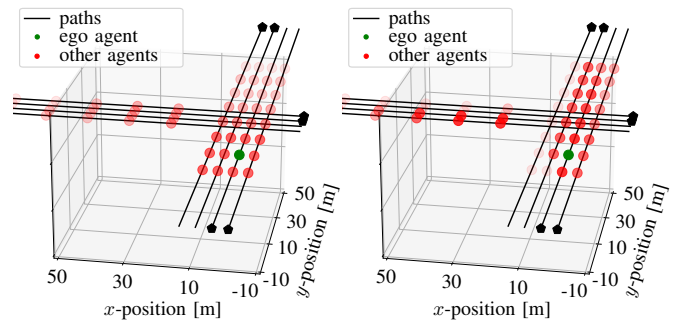 paths
ego agent
other agents
50
30
10
-10
50
30
10
-10
x-position [m]
y-position [m]
paths
ego agent
other agents
50
30
10
-10
50
30
10
-10
x-position [m]
y-position [m]